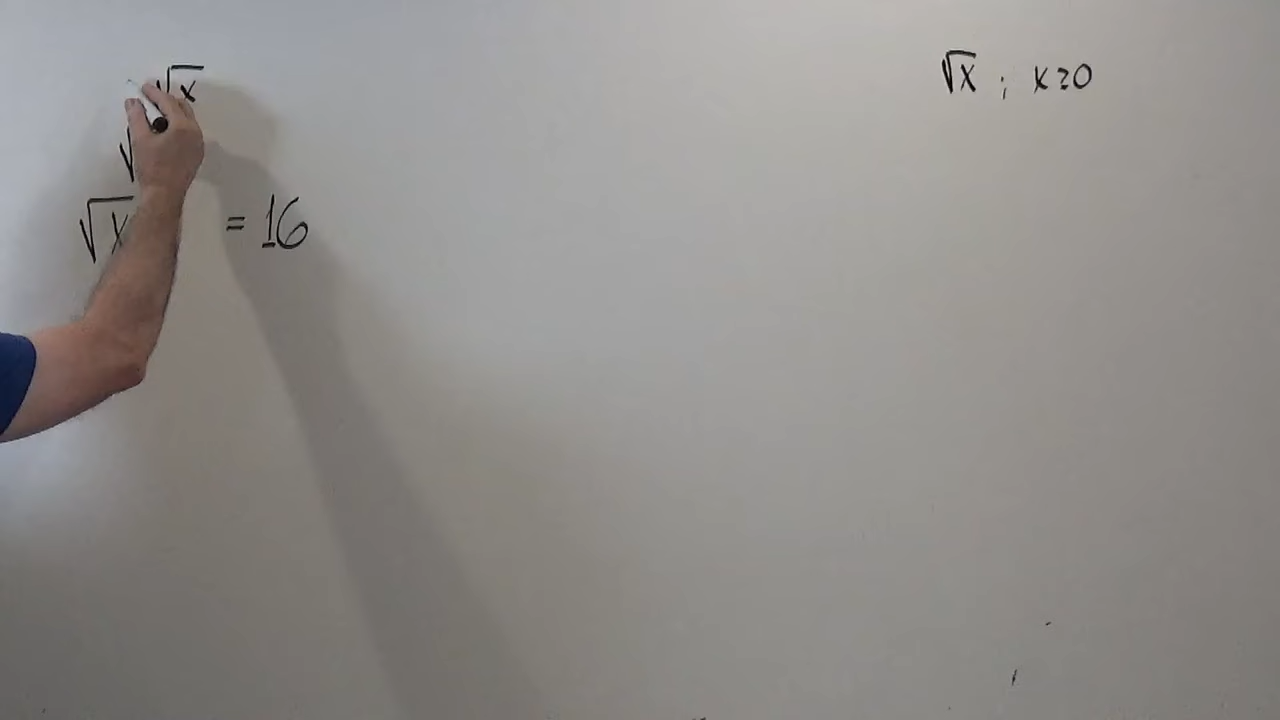 √x
√
√x = 16
√x ; x≥0